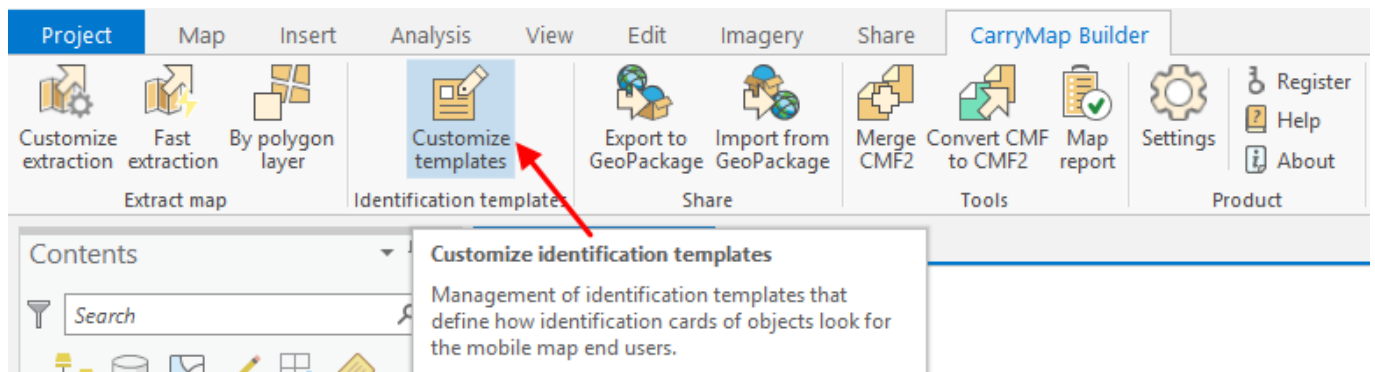 Project Map Insert Analysis View Edit Imagery Share CarryMap Builder
Customize extraction
Fast extraction
By polygon layer
Customize templates
Export to GeoPackage
Import from GeoPackage
Merge CMF2
Convert CMF to CMF2
Map report
Settings
Register
Help
About
Extract map
Identification templates
Share
Tools
Product
Contents
Search
Customize identification templates
Management of identification templates that
define how identification cards of objects look for
the mobile map end users.